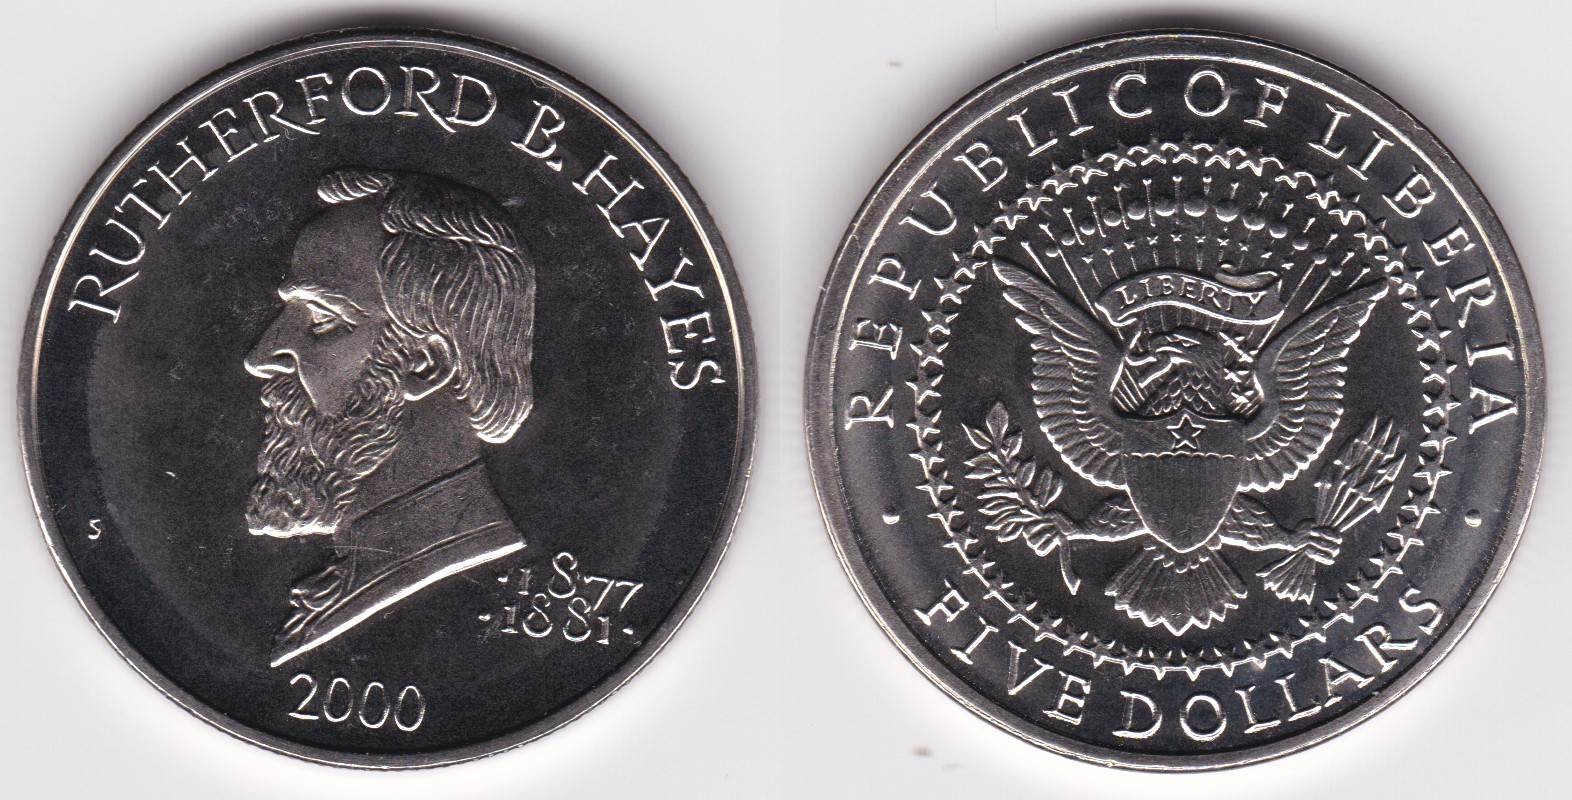 RUTHERFORD B. HAYES
S
·1877
·1881·
2000
REPUBLIC OF LIBERIA
LIBERTY
· FIVE DOLLARS ·